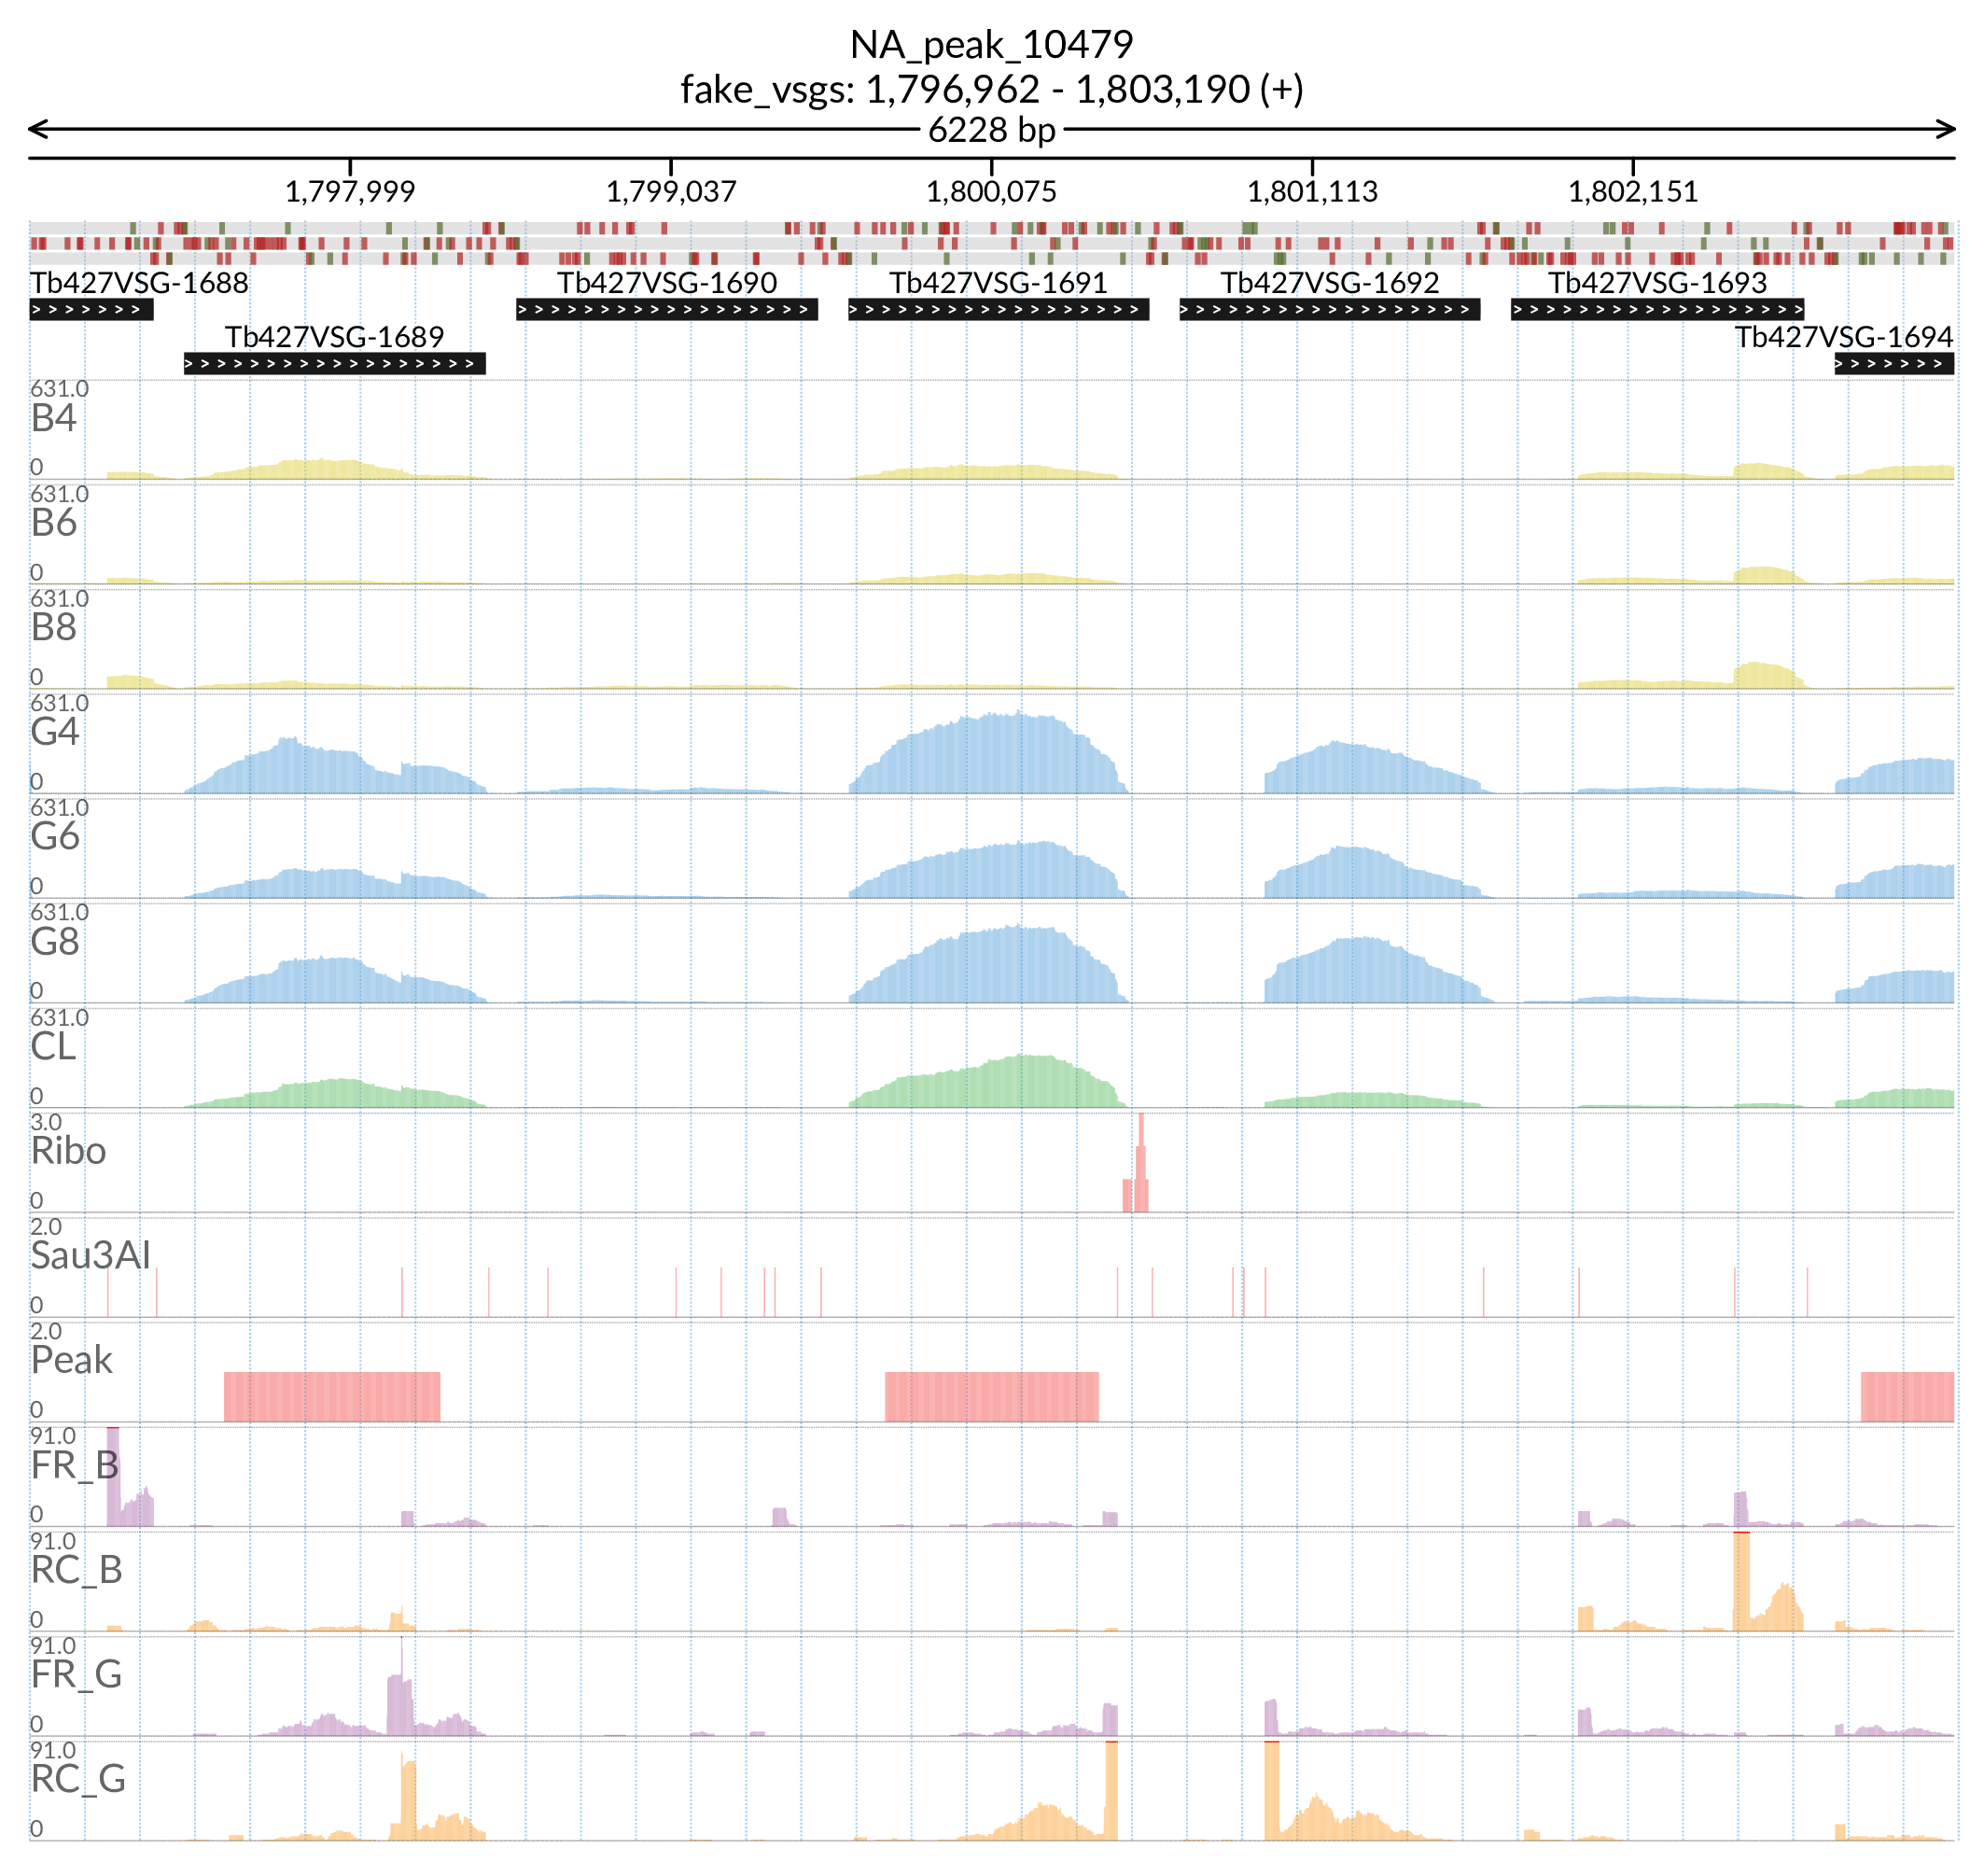 NA_peak_10479
fake_vsgs: 1,796,962 - 1,803,190 (+)
6228 bp
1,797,999 1,799,037 1,800,075 1,801,113 1,802,151
Tb427VSG-1688 Tb427VSG-1690 Tb427VSG-1691 Tb427VSG-1692 Tb427VSG-1693
Tb427VSG-1689 Tb427VSG-1694
631.0
B4
0
631.0
B6
0
631.0
B8
0
631.0
G4
0
631.0
G6
0
631.0
G8
0
631.0
CL
0
3.0
Ribo
0
2.0
Sau3AI
0
2.0
Peak
0
91.0
FR_B
0
91.0
RC_B
0
91.0
FR_G
0
91.0
RC_G
0